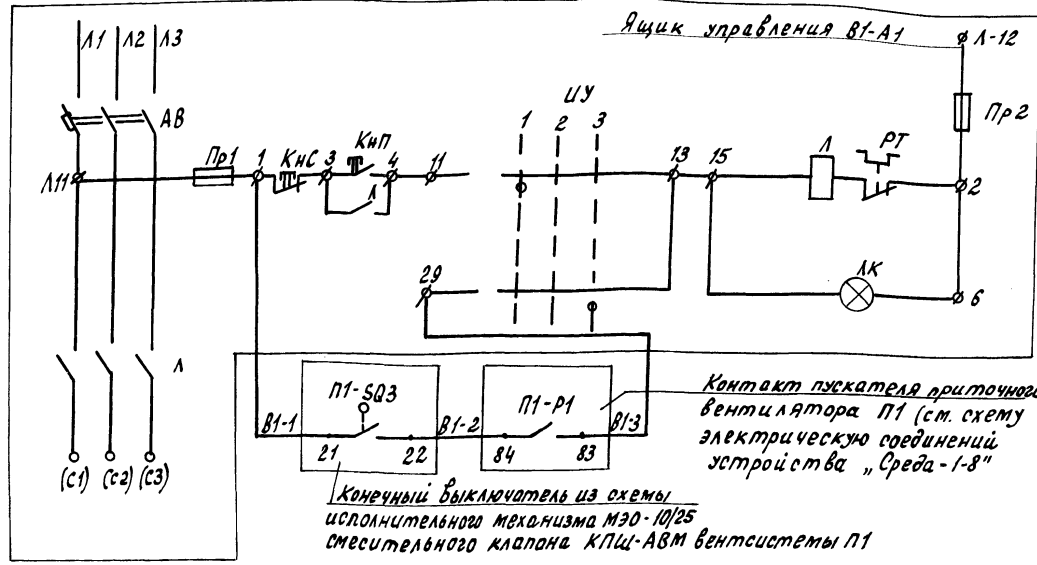 Ящик управления В1-А1
Л1 Л2 Л3
Л-12
АВ
ИУ
1 2 3
Пр2
Пр1
1
КнС
3
КнП
4
11
13
15
Л
РТ
Л11
Л
2
29
ЛК
6
Л
П1-SQ3
П1-Р1
В1-1
21
22
В1-2
84
83
В1-3
(С1) (С2) (С3)
Контакт пускателя приточного
вентилятора П1 (см. схему
электрическую соединений
устройства „Среда-1-8"
Конечный выключатель из схемы
исполнительного механизма МЭО-10/25
смесительного клапана КПШ-АВМ вентсистемы П1